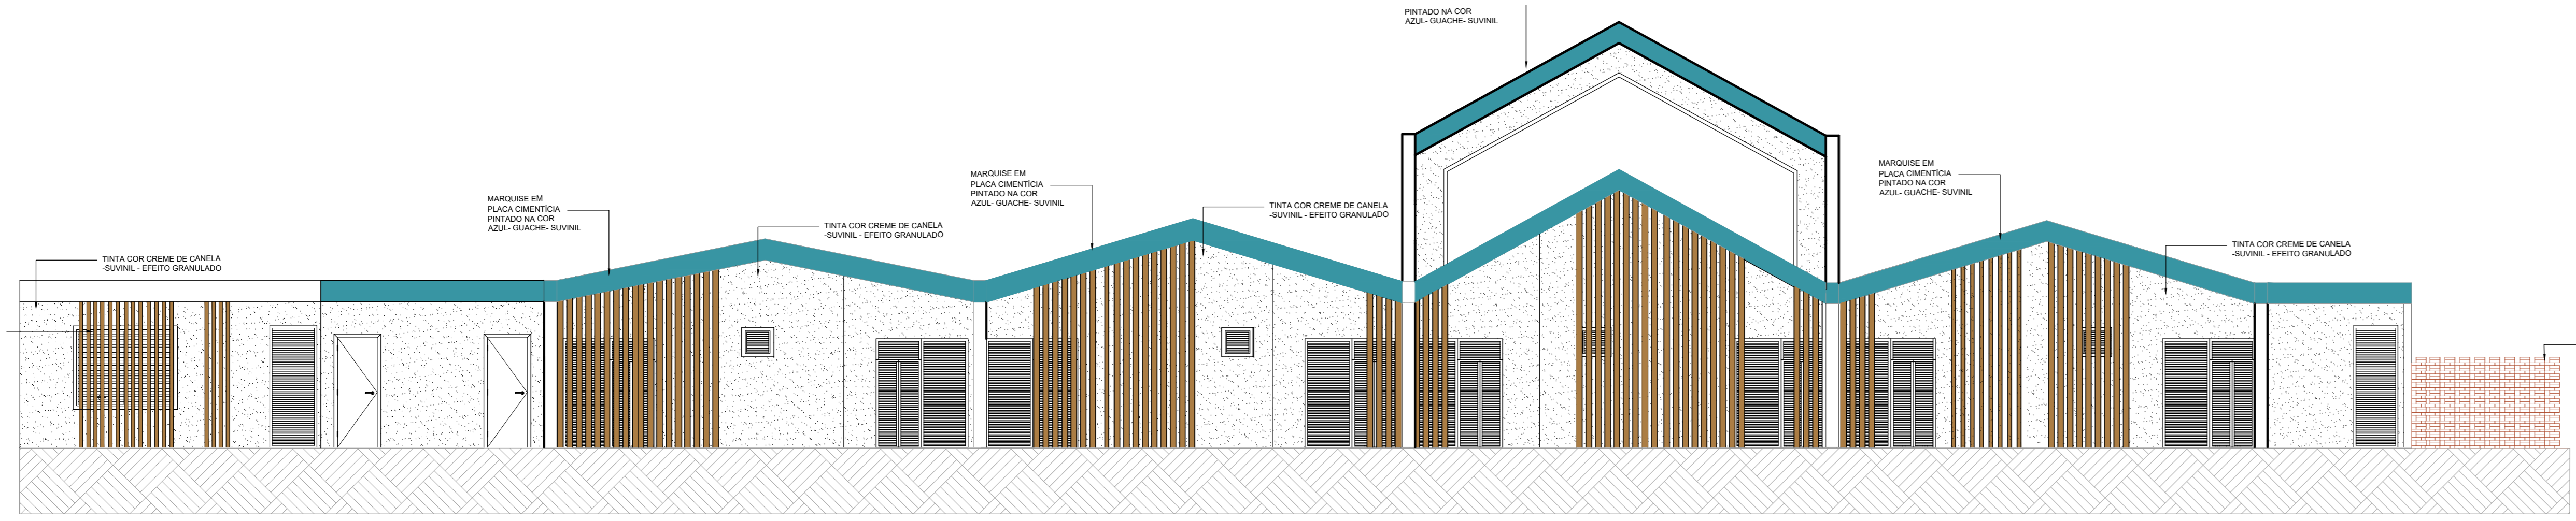 PINTADO NA COR
AZUL- GUACHE- SUVINIL
MARQUISE EM
PLACA CIMENTÍCIA
PINTADO NA COR
AZUL- GUACHE- SUVINIL
MARQUISE EM
PLACA CIMENTÍCIA
PINTADO NA COR
AZUL- GUACHE- SUVINIL
MARQUISE EM
PLACA CIMENTÍCIA
PINTADO NA COR
AZUL- GUACHE- SUVINIL
TINTA COR CREME DE CANELA
-SUVINIL - EFEITO GRANULADO
TINTA COR CREME DE CANELA
-SUVINIL - EFEITO GRANULADO
TINTA COR CREME DE CANELA
-SUVINIL - EFEITO GRANULADO
TINTA COR CREME DE CANELA
-SUVINIL - EFEITO GRANULADO